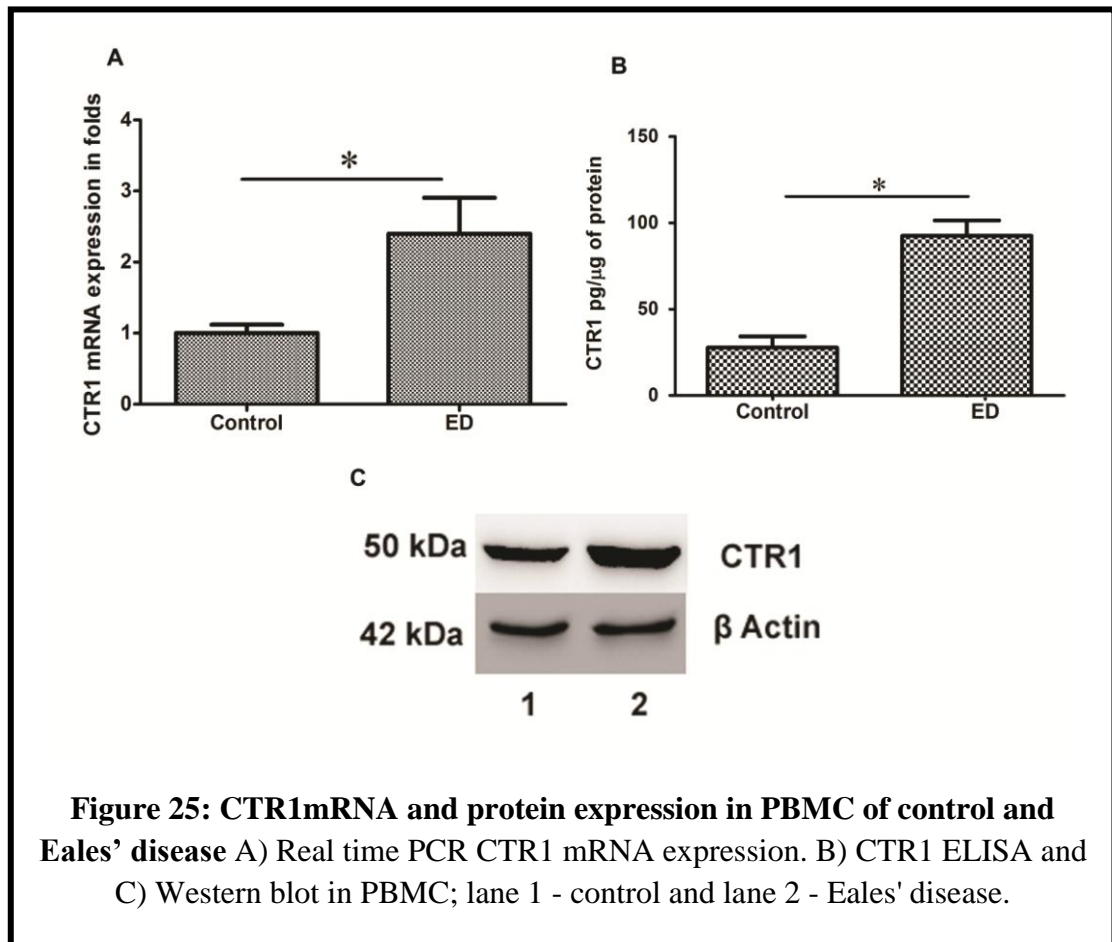 A
CTR1 mRNA expression in folds
4
3
2
1
0
*
Control
ED
B
CTR1 pg/μg of protein
150
100
50
0
*
Control
ED
C
50 kDa
CTR1
42 kDa
β Actin
1
2
Figure 25: CTR1mRNA and protein expression in PBMC of control and
Eales’ disease A) Real time PCR CTR1 mRNA expression. B) CTR1 ELISA and
C) Western blot in PBMC; lane 1 - control and lane 2 - Eales' disease.